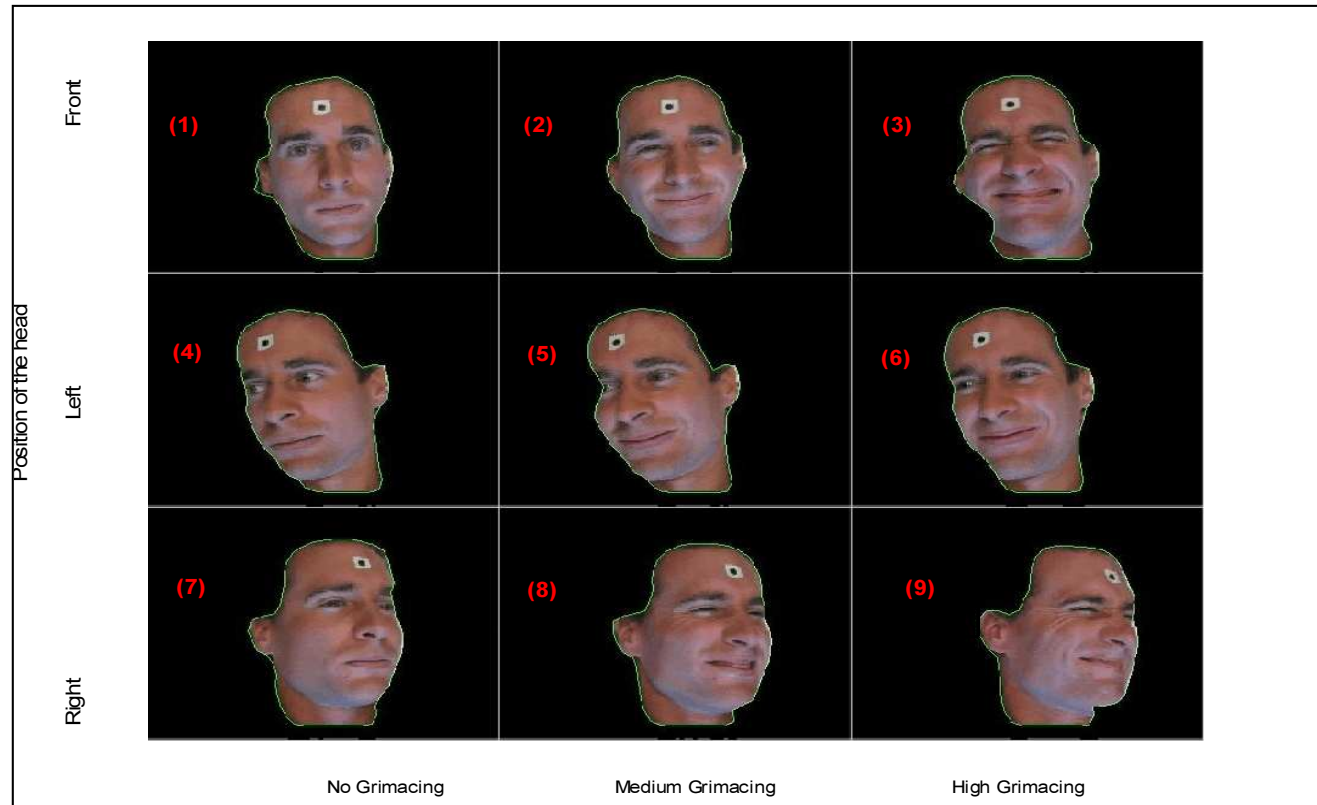 Position of the head
Front
(1)
(2)
(3)
Left
(4)
(5)
(6)
Right
(7)
(8)
(9)
No Grimacing
Medium Grimacing
High Grimacing